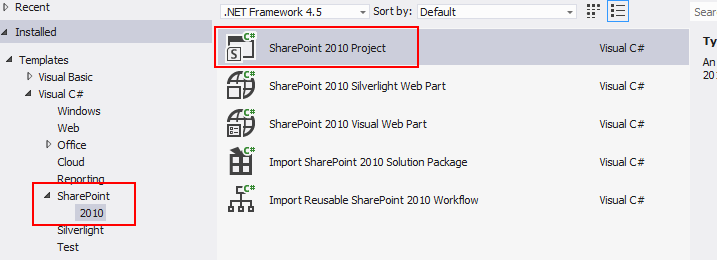 Recent
.NET Framework 4.5
Sort by:
Default
Sear
Installed
Templates
Visual Basic
Visual C#
Windows
Web
Office
Cloud
Reporting
SharePoint
2010
Silverlight
Test
C#
S
SharePoint 2010 Project
Visual C#
C#
SharePoint 2010 Silverlight Web Part
Visual C#
C#
SharePoint 2010 Visual Web Part
Visual C#
C#
Import SharePoint 2010 Solution Package
Visual C#
C#
Import Reusable SharePoint 2010 Workflow
Visual C#
Ty
An
201